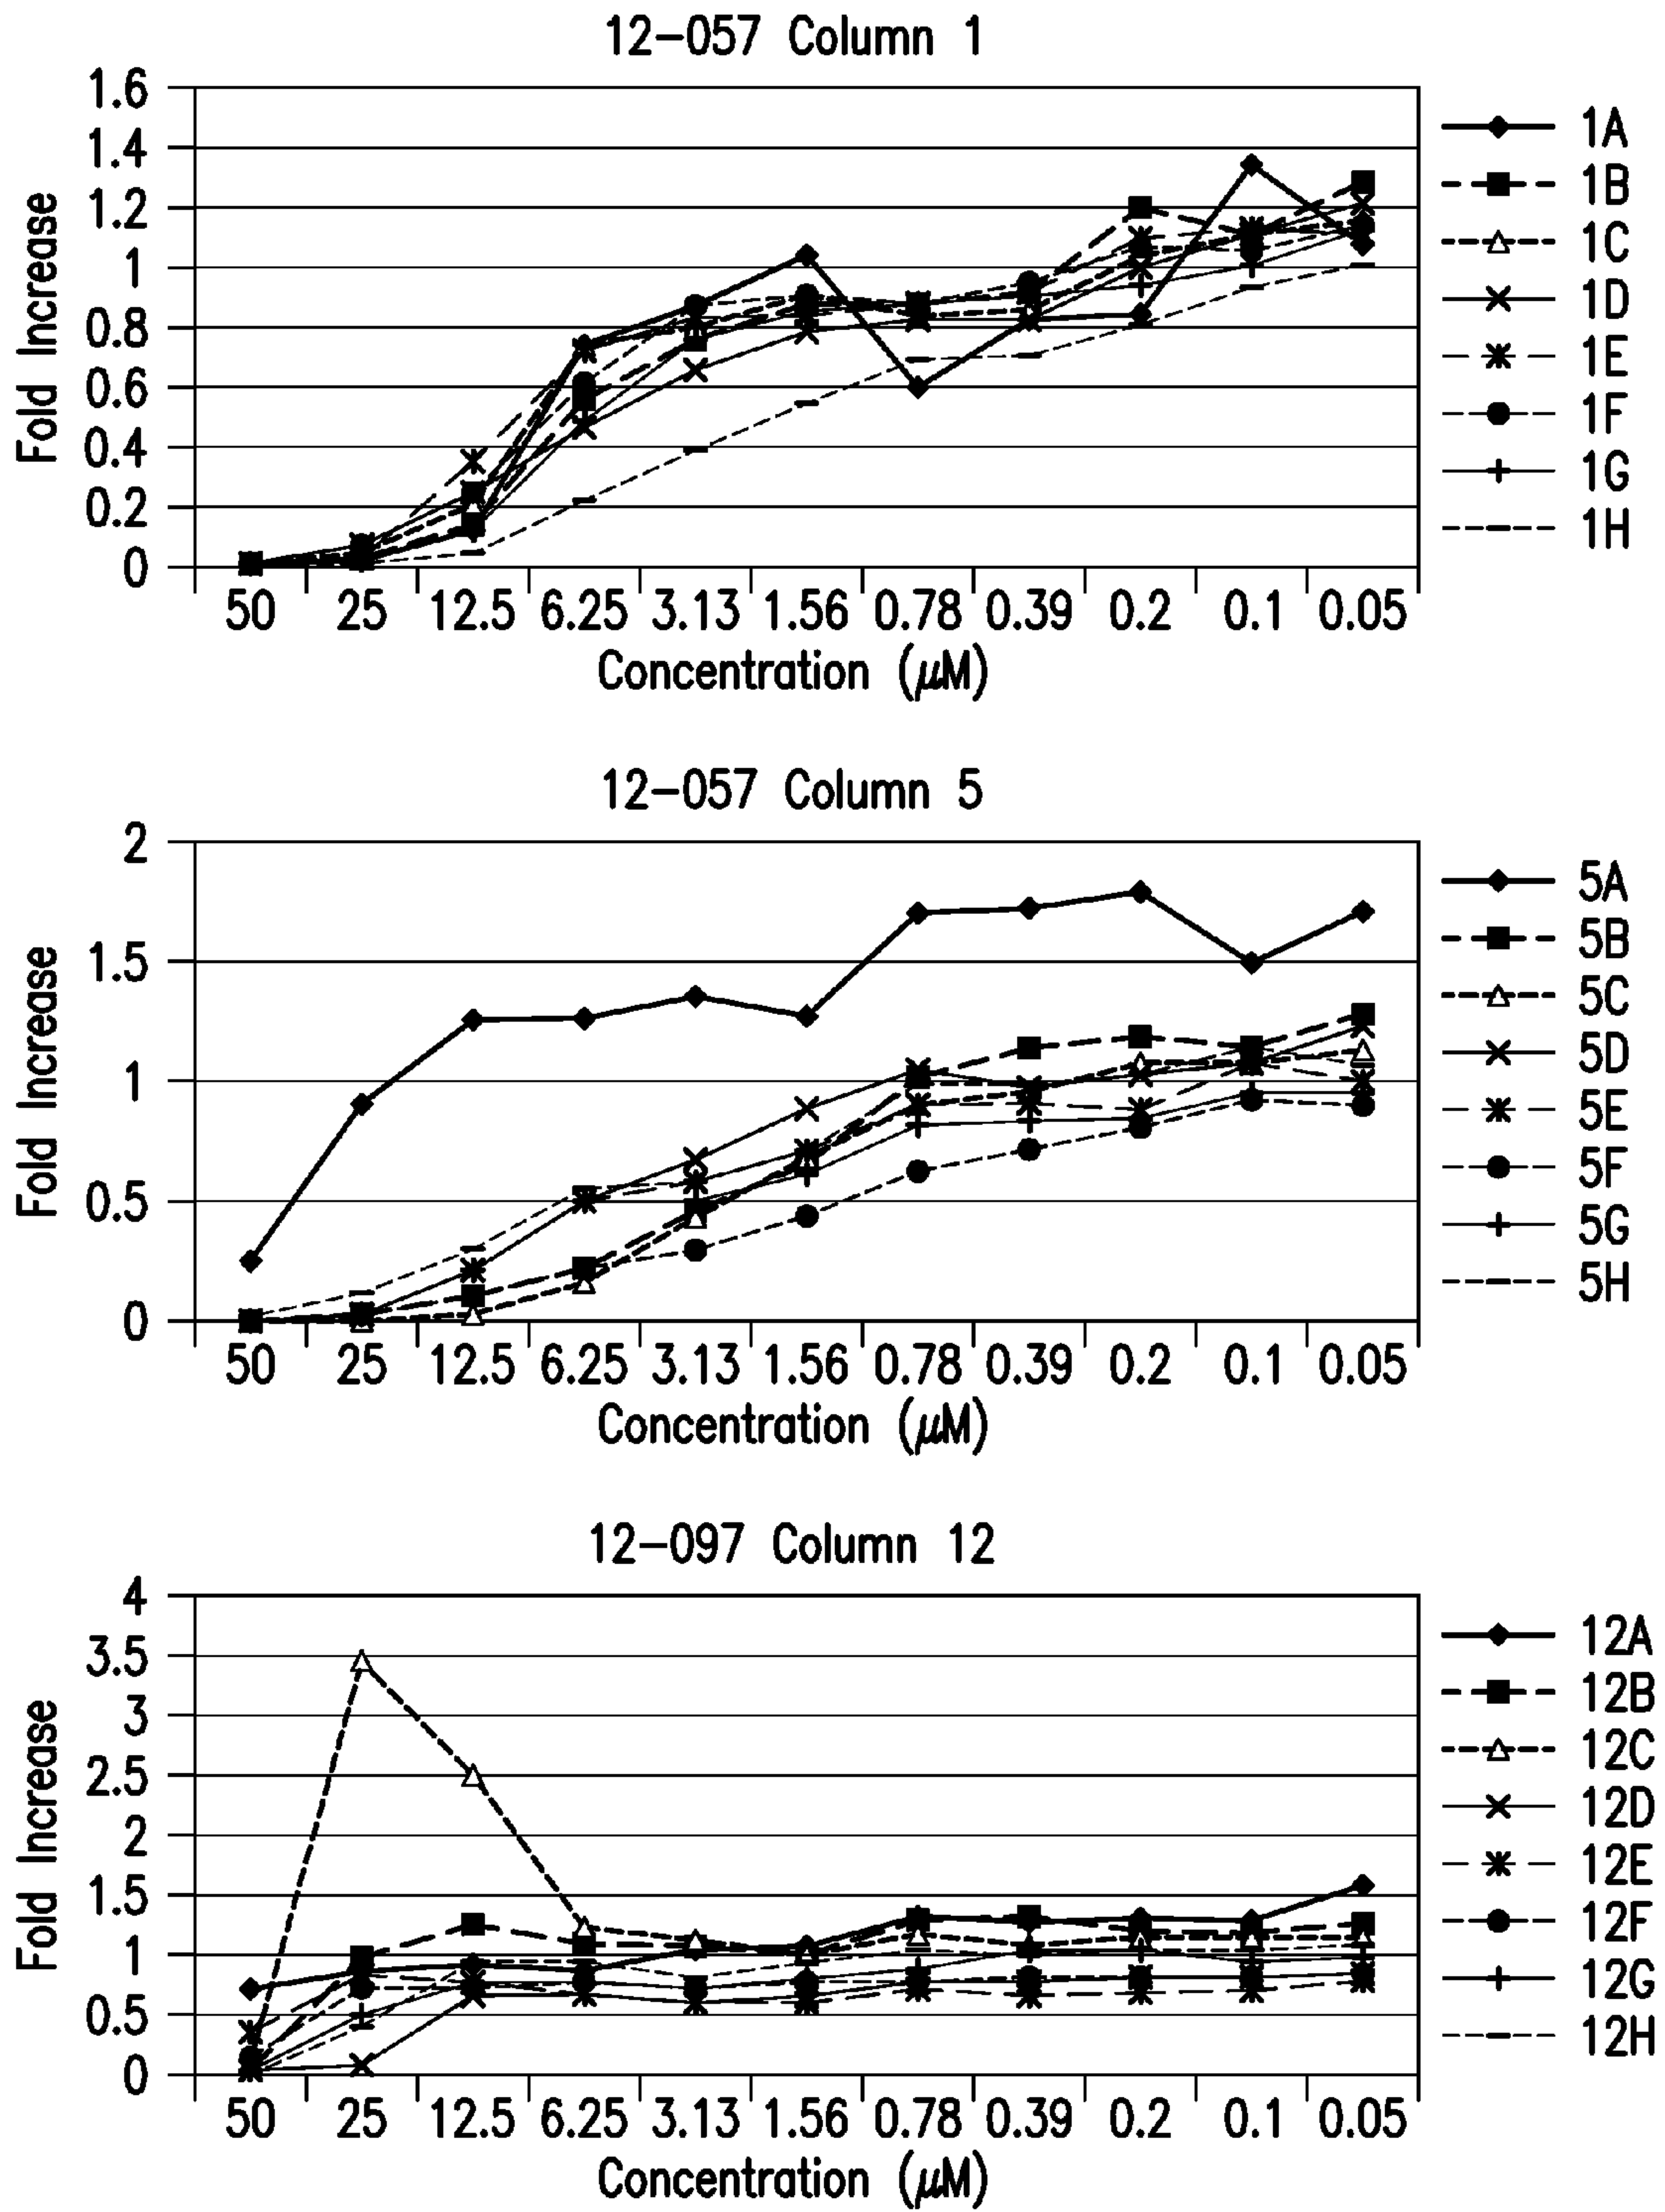 12-057 Column 1
Fold Increase
1.6
1.4
1.2
1
0.8
0.6
0.4
0.2
0
50 25 12.5 6.25 3.13 1.56 0.78 0.39 0.2 0.1 0.05
Concentration (μM)
1A
1B
1C
1D
1E
1F
1G
1H
12-057 Column 5
Fold Increase
2
1.5
1
0.5
0
50 25 12.5 6.25 3.13 1.56 0.78 0.39 0.2 0.1 0.05
Concentration (μM)
5A
5B
5C
5D
5E
5F
5G
5H
12-097 Column 12
Fold Increase
4
3.5
3
2.5
2
1.5
1
0.5
0
50 25 12.5 6.25 3.13 1.56 0.78 0.39 0.2 0.1 0.05
Concentration (μM)
12A
12B
12C
12D
12E
12F
12G
12H